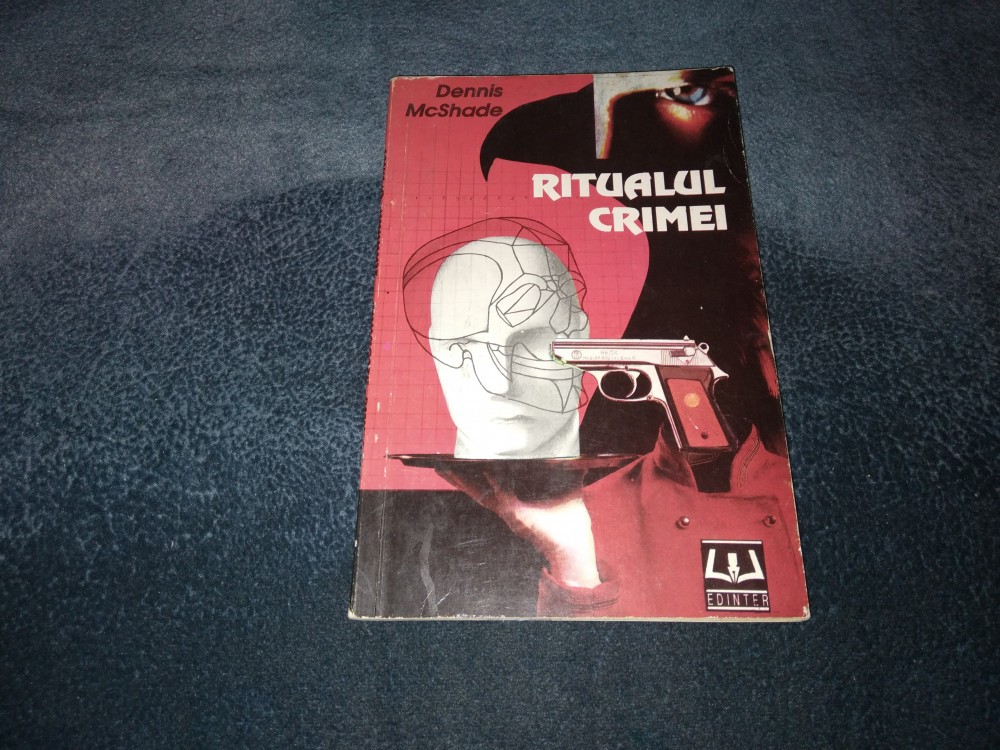 Dennis
McShade
RITUALUL
CRIMEI
EDINTER